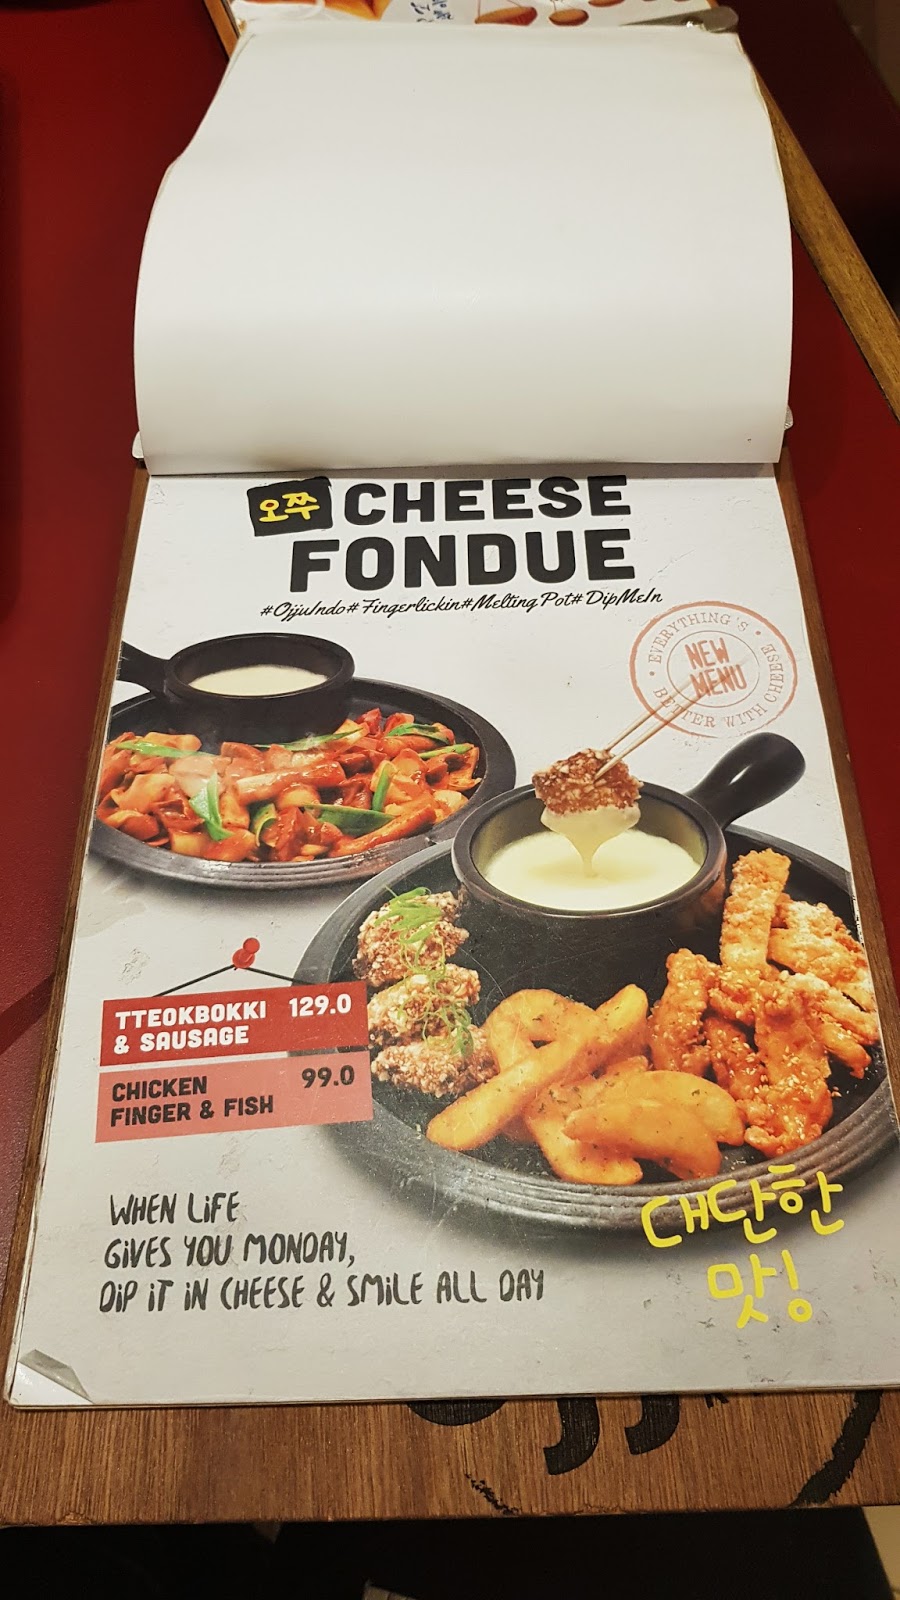 오쭈 CHEESE
FONDUE
#OjjuIndo#Fingerlickin#MeltingPot#DipMeIn
EVERYTHING'S
NEW
MENU
BETTER WITH CHEESE
TTEOKBOKKI 129.0
& SAUSAGE
CHICKEN 99.0
FINGER & FISH
WHEN LIFE
GIVES YOU MONDAY,
DIP IT IN CHEESE & SMILE ALL DAY
대단한
맛!